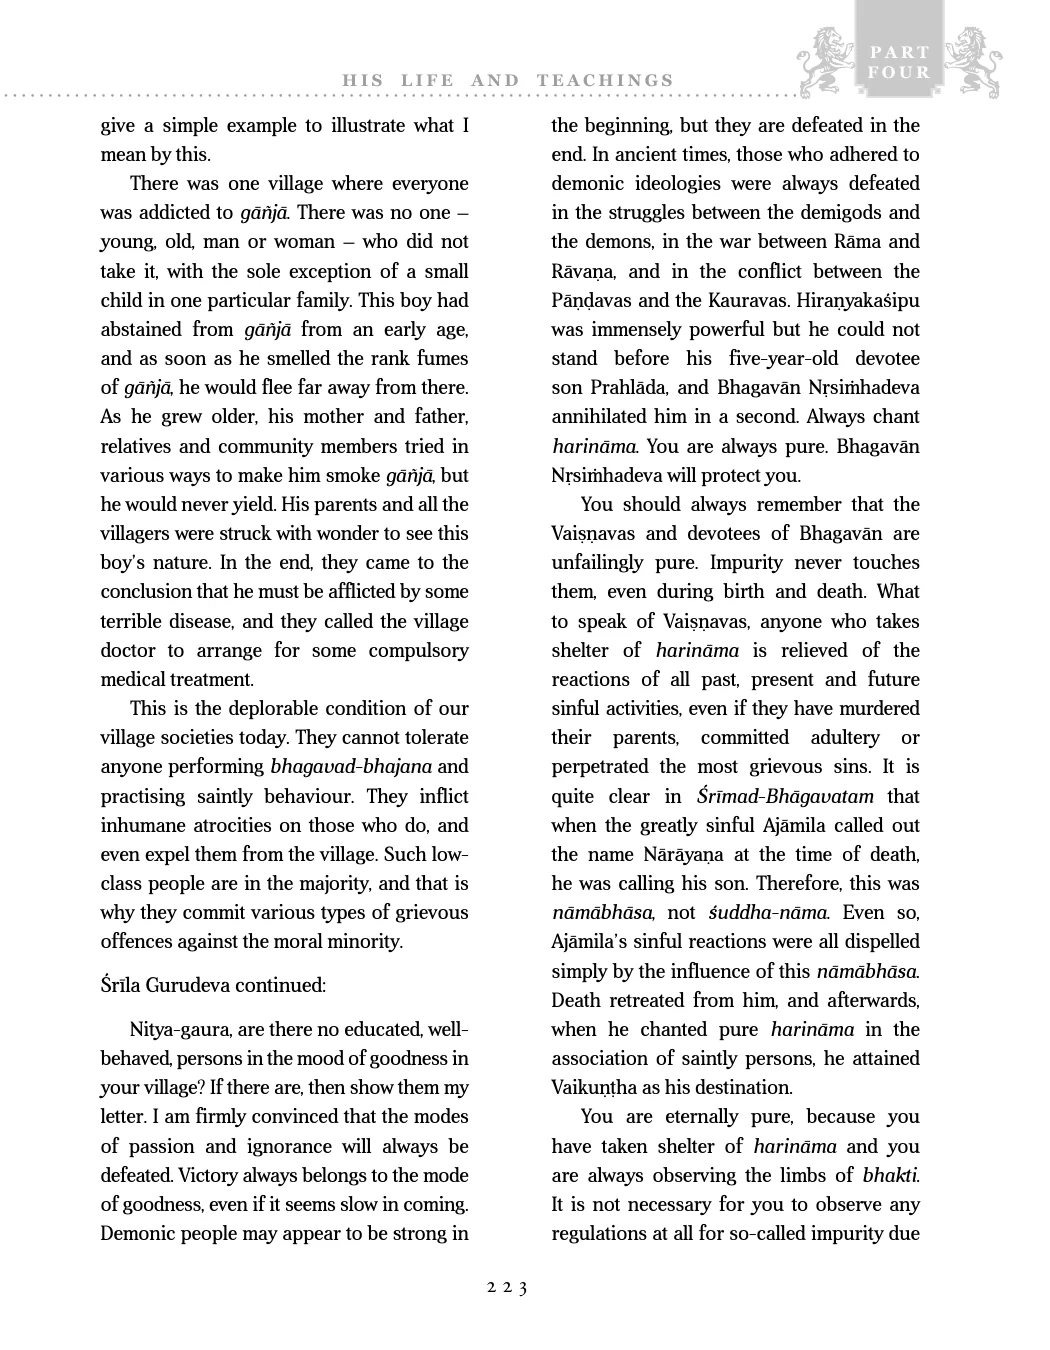 PART
FOUR
HIS LIFE AND TEACHINGS
give a simple example to illustrate what I
mean by this.
There was one village where everyone
was addicted to gāñjā. There was no one –
young, old, man or woman – who did not
take it, with the sole exception of a small
child in one particular family. This boy had
abstained from gāñjā from an early age,
and as soon as he smelled the rank fumes
of gāñjā, he would flee far away from there.
As he grew older, his mother and father,
relatives and community members tried in
various ways to make him smoke gāñjā, but
he would never yield. His parents and all the
villagers were struck with wonder to see this
boy’s nature. In the end, they came to the
conclusion that he must be afflicted by some
terrible disease, and they called the village
doctor to arrange for some compulsory
medical treatment.
This is the deplorable condition of our
village societies today. They cannot tolerate
anyone performing bhagavad-bhajana and
practising saintly behaviour. They inflict
inhumane atrocities on those who do, and
even expel them from the village. Such low-
class people are in the majority, and that is
why they commit various types of grievous
offences against the moral minority.
Śrīla Gurudeva continued:
Nitya-gaura, are there no educated, well-
behaved, persons in the mood of goodness in
your village? If there are, then show them my
letter. I am firmly convinced that the modes
of passion and ignorance will always be
defeated. Victory always belongs to the mode
of goodness, even if it seems slow in coming.
Demonic people may appear to be strong in
the beginning, but they are defeated in the
end. In ancient times, those who adhered to
demonic ideologies were always defeated
in the struggles between the demigods and
the demons, in the war between Rāma and
Rāvaṇa, and in the conflict between the
Pāṇḍavas and the Kauravas. Hiraṇyakaśipu
was immensely powerful but he could not
stand before his five-year-old devotee
son Prahlāda, and Bhagavān Nṛsiṁhadeva
annihilated him in a second. Always chant
harināma. You are always pure. Bhagavān
Nṛsiṁhadeva will protect you.
You should always remember that the
Vaiṣṇavas and devotees of Bhagavān are
unfailingly pure. Impurity never touches
them, even during birth and death. What
to speak of Vaiṣṇavas, anyone who takes
shelter of harināma is relieved of the
reactions of all past, present and future
sinful activities, even if they have murdered
their parents, committed adultery or
perpetrated the most grievous sins. It is
quite clear in Śrīmad-Bhāgavatam that
when the greatly sinful Ajāmila called out
the name Nārāyaṇa at the time of death,
he was calling his son. Therefore, this was
nāmābhāsa, not śuddha-nāma. Even so,
Ajāmila’s sinful reactions were all dispelled
simply by the influence of this nāmābhāsa.
Death retreated from him, and afterwards,
when he chanted pure harināma in the
association of saintly persons, he attained
Vaikuṇṭha as his destination.
You are eternally pure, because you
have taken shelter of harināma and you
are always observing the limbs of bhakti.
It is not necessary for you to observe any
regulations at all for so-called impurity due
223